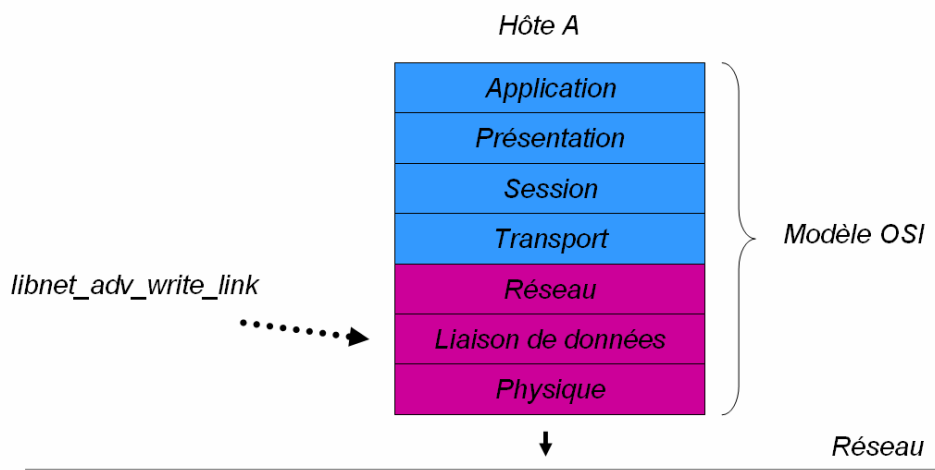 Hôte A
Application
Présentation
Session
Transport
Modèle OSI
libnet_adv_write_link
Réseau
Liaison de données
Physique
Réseau